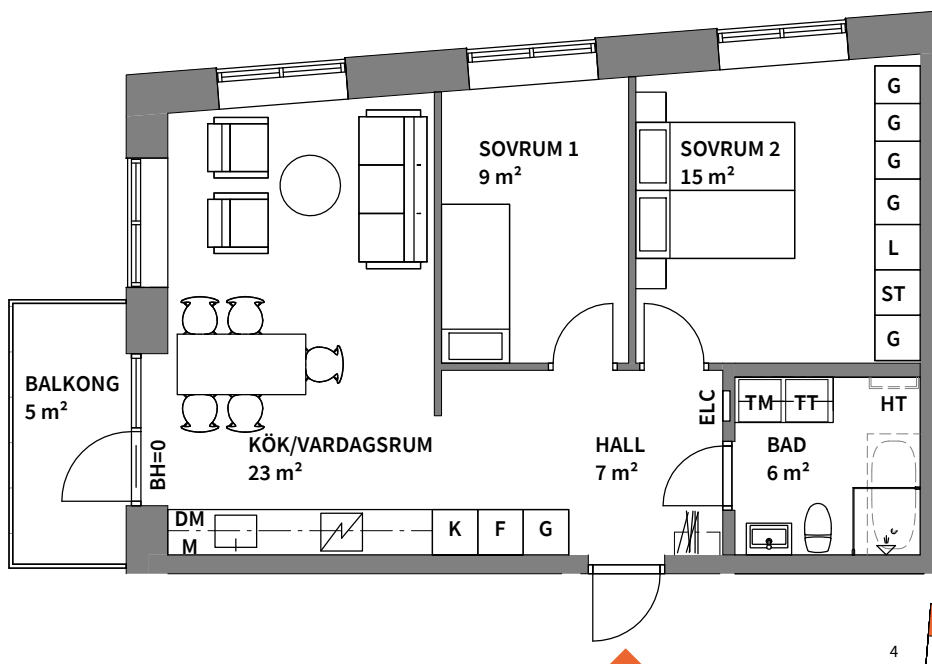 G
G
G
G
L
ST
G
SOVRUM 1
9 m²
SOVRUM 2
15 m²
BALKONG
5 m²
BH=0
KÖK/VARDAGSRUM
23 m²
HALL
7 m²
ELC
TM
TT
HT
BAD
6 m²
DM
M
K
F
G
4